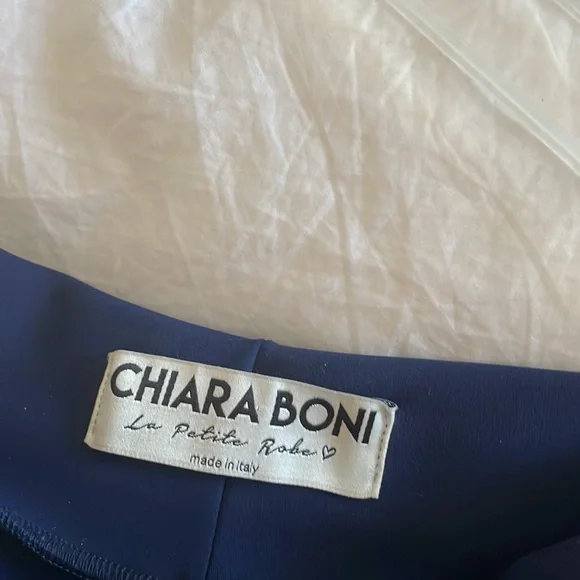 CHIARA BONI
La Petite Robe ♡
made in italy